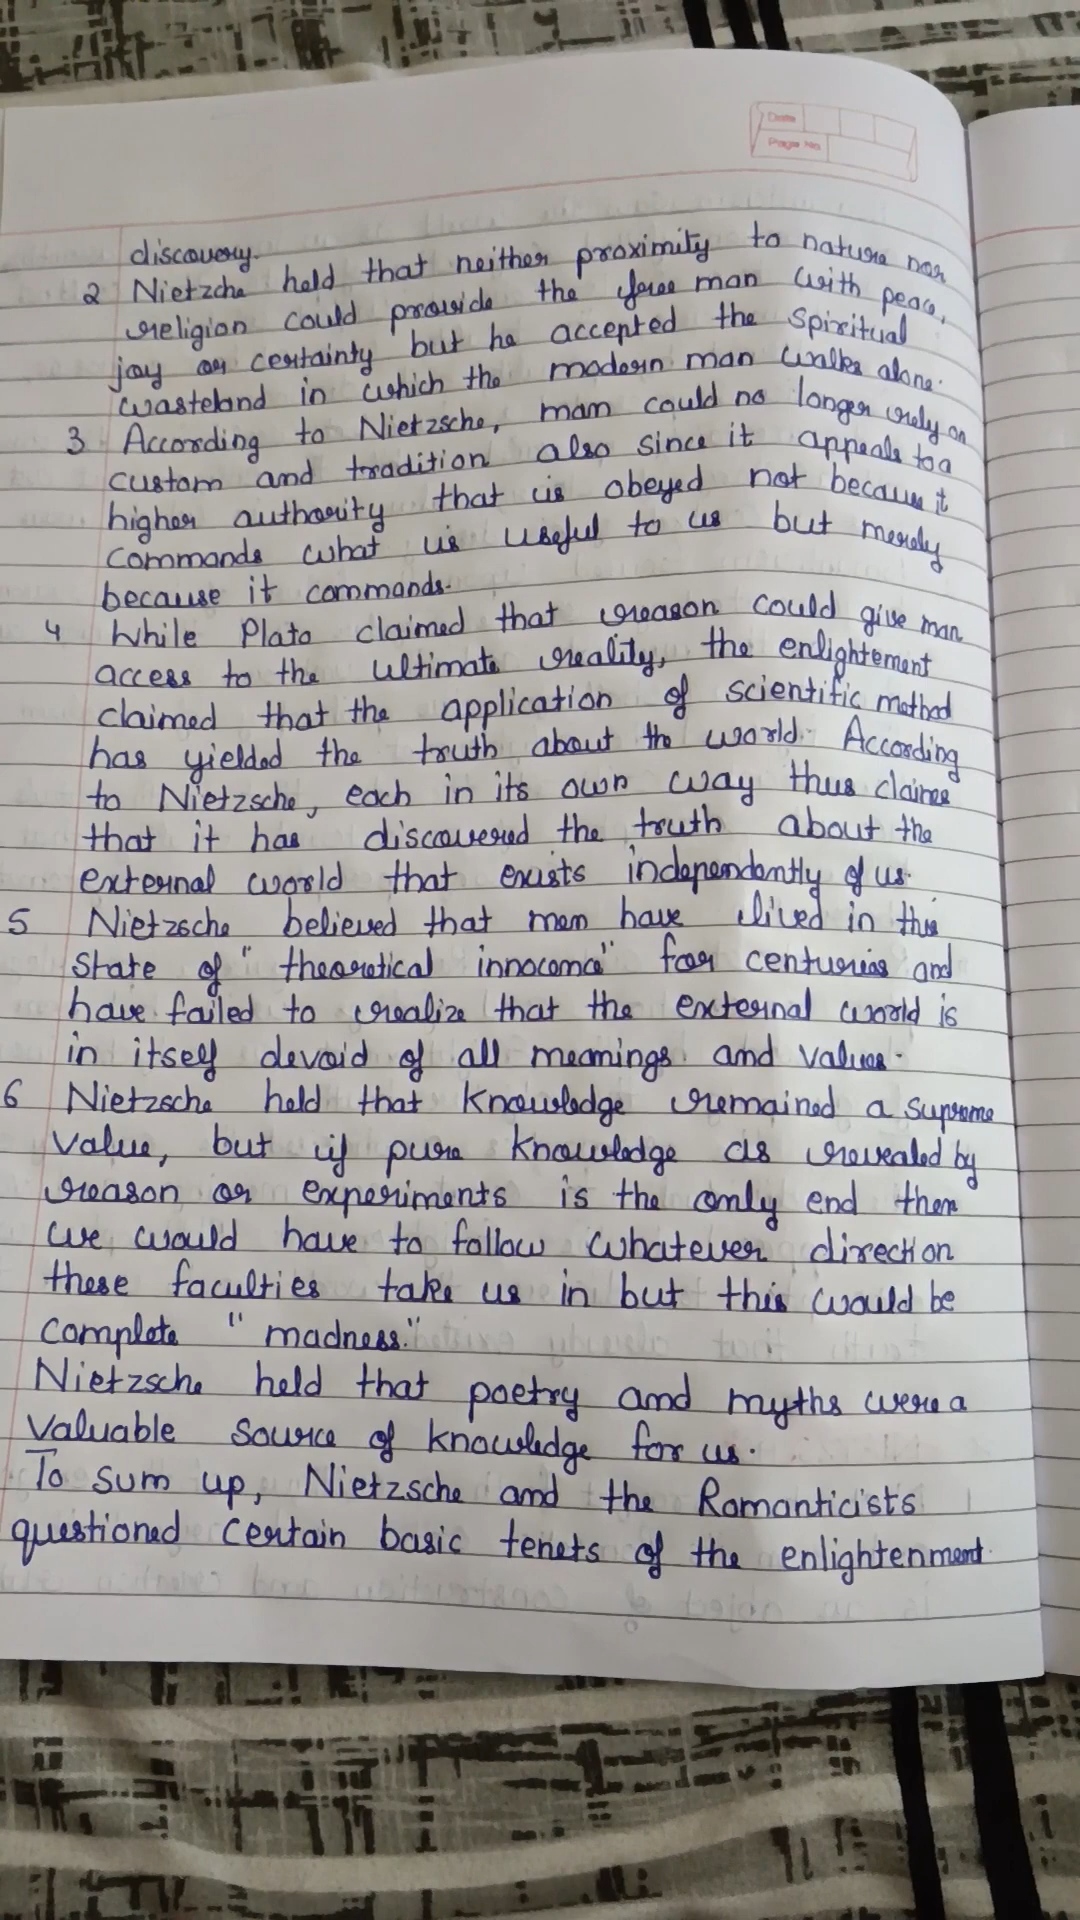 Date
Page No
discovery.
2 Nietzche held that neither proximity to nature nor
religion could provide the free man with peace,
joy or certainty but he accepted the spiritual
wasteland in which the modern man walks alone.
3 According to Nietzsche, man could no longer rely on
custom and tradition also since it appeals to a
higher authority that is obeyed not because it
commands what is useful to us but merely
because it commands.
4 While Plato claimed that reason could give man
access to the ultimate reality, the enlightement
claimed that the application of scientific method
has yielded the truth about the world. According
to Nietzsche, each in its own way thus claims
that it has discovered the truth about the
external world that exists independently of us.
5 Nietzsche believed that men have lived in this
state of "theoretical innocence" for centuries and
have failed to realize that the external world is
in itself devoid of all meanings and values.
6 Nietzsche held that knowledge remained a supreme
value, but if pure knowledge as revealed by
reason or experiments is the only end then
we would have to follow whatever direction
these faculties take us in but this would be
complete "madness."
Nietzsche held that poetry and myths were a
valuable source of knowledge for us.
To sum up, Nietzsche and the Romanticists
questioned certain basic tenets of the enlightenment